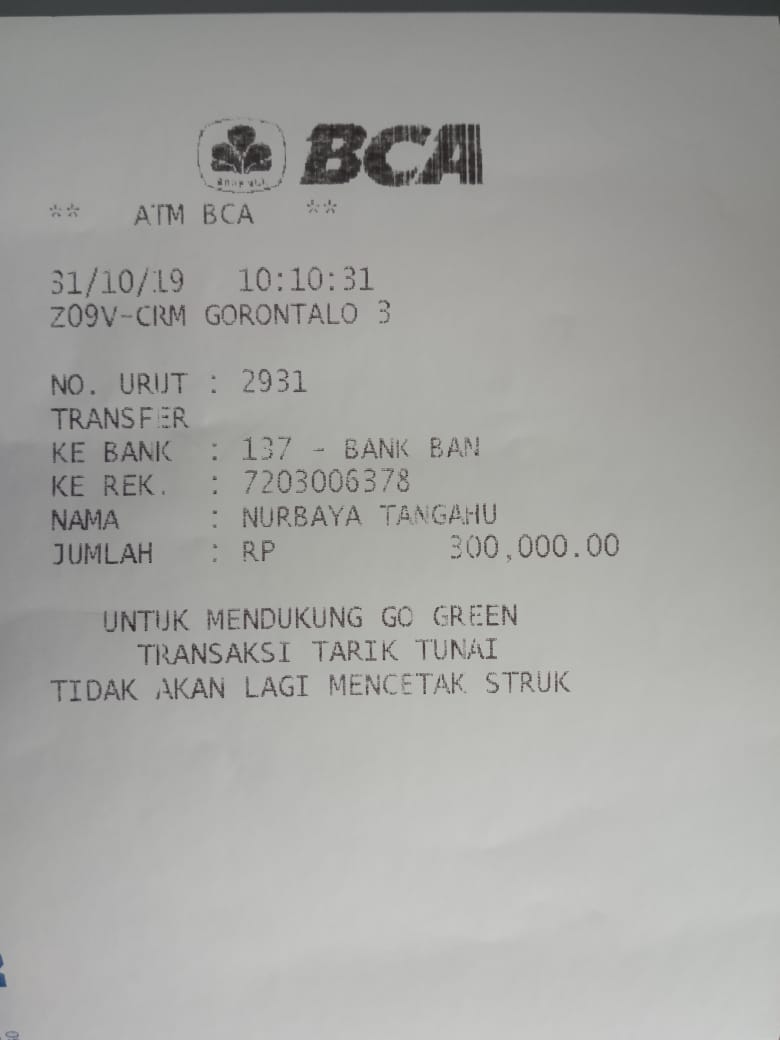 BCA
** ATM BCA **
31/10/19 10:10:31
Z09V-CRM GORONTALO 3
NO. URUT : 2931
TRANSFER
KE BANK : 137 - BANK BAN
KE REK. : 7203006378
NAMA : NURBAYA TANGAHU
JUMLAH : RP 300,000.00
UNTUK MENDUKUNG GO GREEN
TRANSAKSI TARIK TUNAI
TIDAK AKAN LAGI MENCETAK STRUK